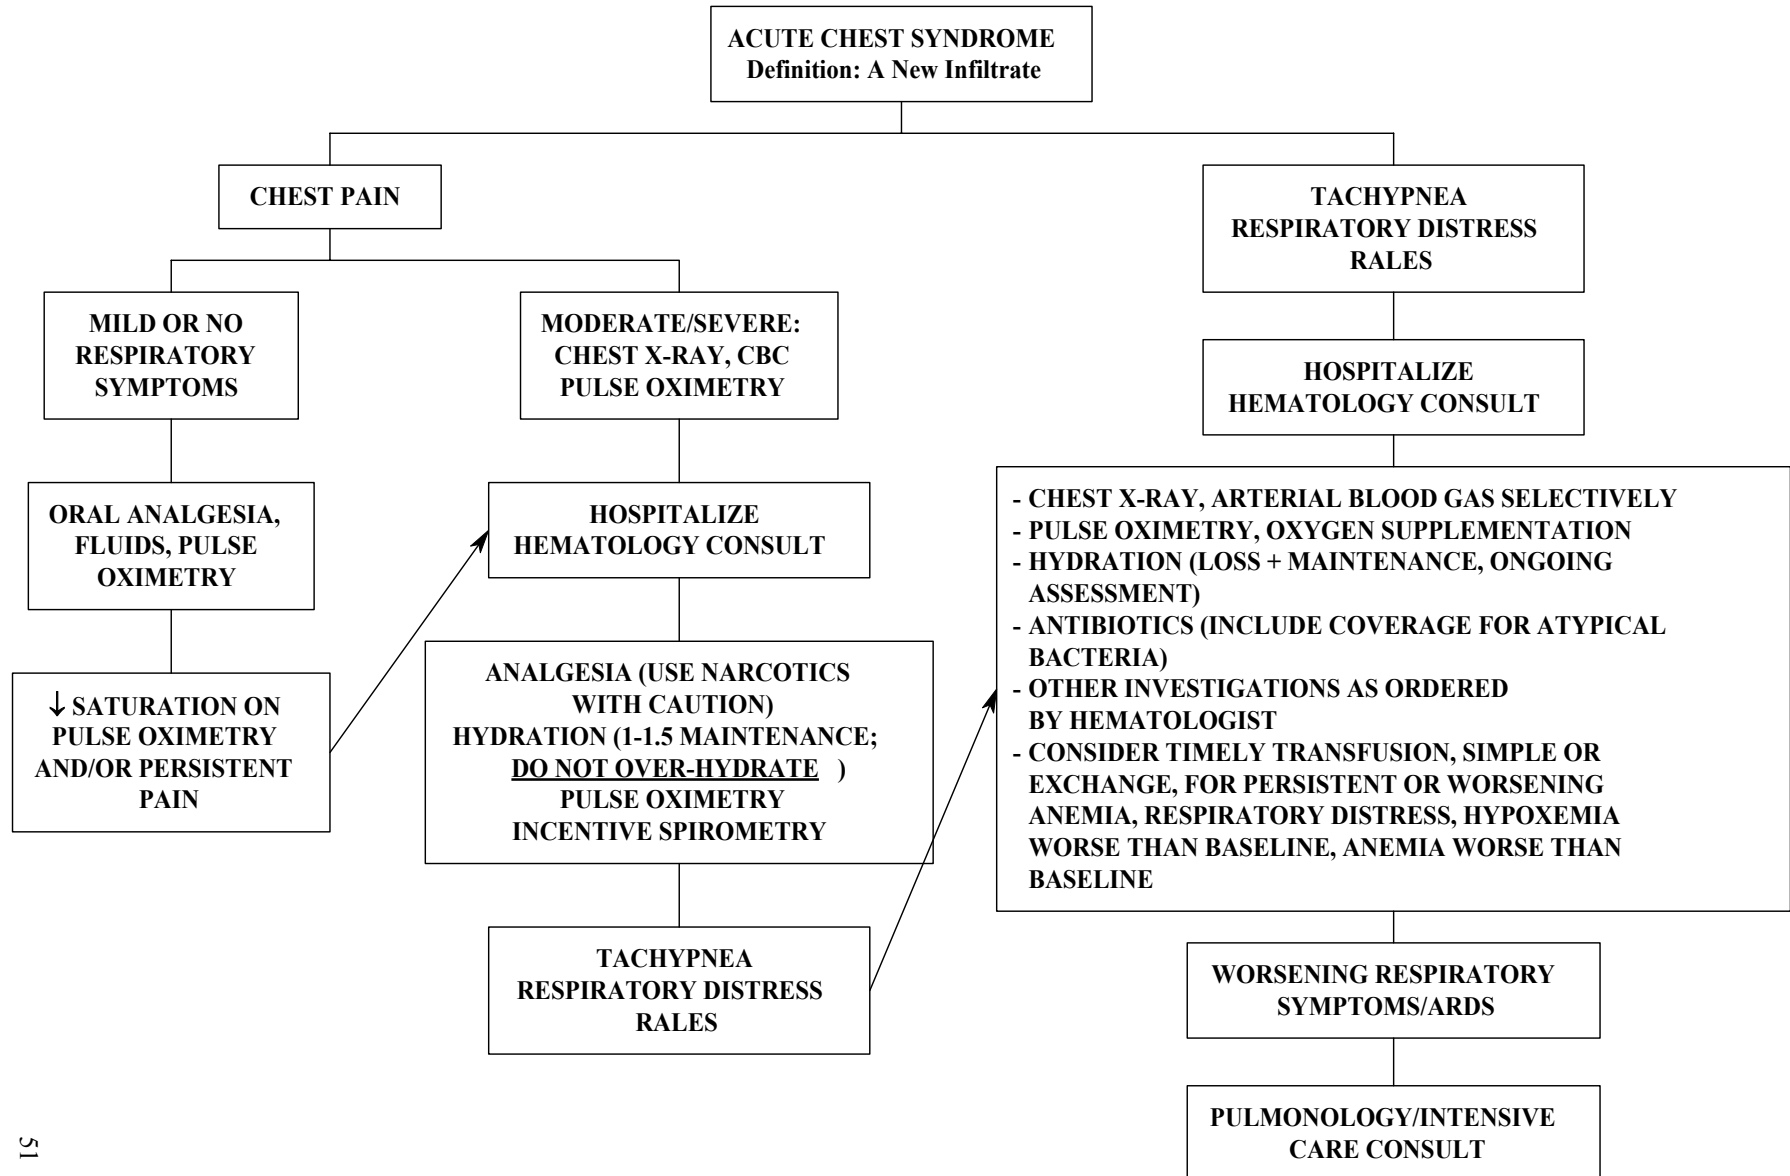 ACUTE CHEST SYNDROME
Definition: A New Infiltrate
CHEST PAIN
MILD OR NO
RESPIRATORY
SYMPTOMS
ORAL ANALGESIA,
FLUIDS, PULSE
OXIMETRY
↓ SATURATION ON
PULSE OXIMETRY
AND/OR PERSISTENT
PAIN
MODERATE/SEVERE:
CHEST X-RAY, CBC
PULSE OXIMETRY
HOSPITALIZE
HEMATOLOGY CONSULT
ANALGESIA (USE NARCOTICS
WITH CAUTION)
HYDRATION (1-1.5 MAINTENANCE;
DO NOT OVER-HYDRATE )
PULSE OXIMETRY
INCENTIVE SPIROMETRY
TACHYPNEA
RESPIRATORY DISTRESS
RALES
TACHYPNEA
RESPIRATORY DISTRESS
RALES
HOSPITALIZE
HEMATOLOGY CONSULT
- CHEST X-RAY, ARTERIAL BLOOD GAS SELECTIVELY
- PULSE OXIMETRY, OXYGEN SUPPLEMENTATION
- HYDRATION (LOSS + MAINTENANCE, ONGOING
ASSESSMENT)
- ANTIBIOTICS (INCLUDE COVERAGE FOR ATYPICAL
BACTERIA)
- OTHER INVESTIGATIONS AS ORDERED
BY HEMATOLOGIST
- CONSIDER TIMELY TRANSFUSION, SIMPLE OR
EXCHANGE, FOR PERSISTENT OR WORSENING
ANEMIA, RESPIRATORY DISTRESS, HYPOXEMIA
WORSE THAN BASELINE, ANEMIA WORSE THAN
BASELINE
WORSENING RESPIRATORY
SYMPTOMS/ARDS
PULMONOLOGY/INTENSIVE
CARE CONSULT
51